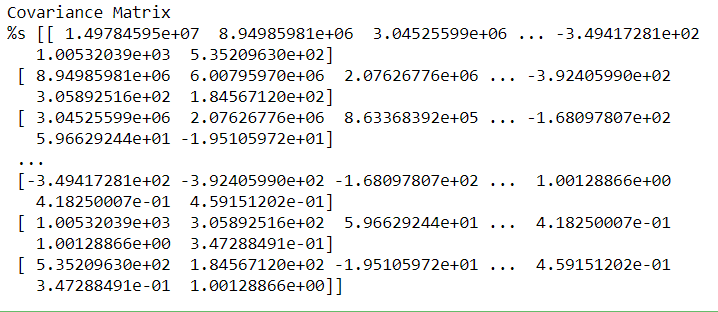 Covariance Matrix
%s [[ 1.49784595e+07  8.94985981e+06  3.04525599e+06 ... -3.49417281e+02
   1.00532039e+03  5.35209630e+02]
 [ 8.94985981e+06  6.00795970e+06  2.07626776e+06 ... -3.92405990e+02
   3.05892516e+02  1.84567120e+02]
 [ 3.04525599e+06  2.07626776e+06  8.63368392e+05 ... -1.68097807e+02
   5.96629244e+01 -1.95105972e+01]
 ...
 [-3.49417281e+02 -3.92405990e+02 -1.68097807e+02 ...  1.00128866e+00
   4.18250007e-01  4.59151202e-01]
 [ 1.00532039e+03  3.05892516e+02  5.96629244e+01 ...  4.18250007e-01
   1.00128866e+00  3.47288491e-01]
 [ 5.35209630e+02  1.84567120e+02 -1.95105972e+01 ...  4.59151202e-01
   3.47288491e-01  1.00128866e+00]]